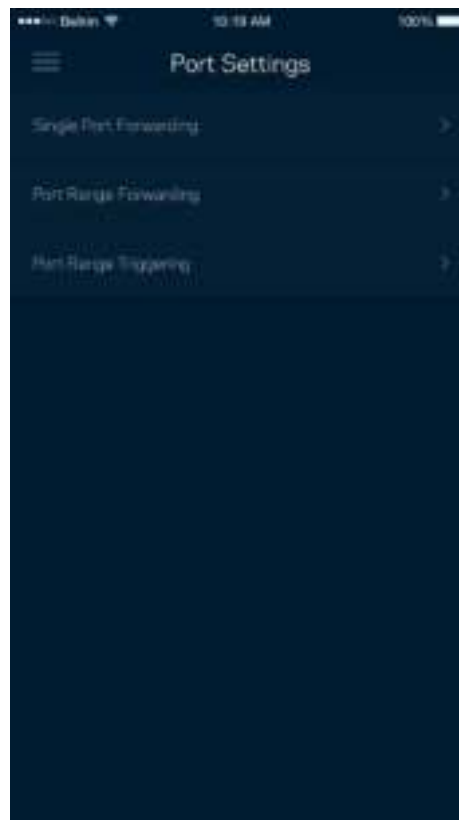 Belkin 10:19 AM 100%
Port Settings
Single Port Forwarding
Port Range Forwarding
Port Range Triggering